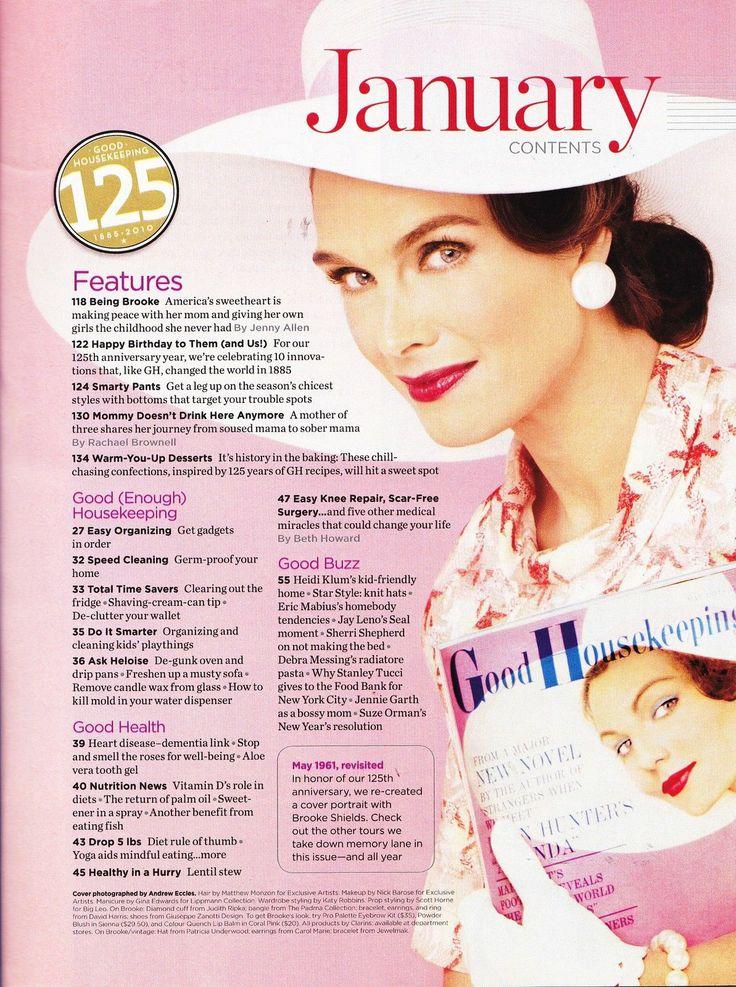 January
CONTENTS
GOOD
HOUSEKEEPING
125
1885-2010
Features
118 Being Brooke America's sweetheart is
making peace with her mom and giving her own
girls the childhood she never had By Jenny Allen
122 Happy Birthday to Them (and Us!) For our
125th anniversary year, we're celebrating 10 innova-
tions that, like GH, changed the world in 1885
124 Smarty Pants Get a leg up on the season's chicest
styles with bottoms that target your trouble spots
130 Mommy Doesn't Drink Here Anymore A mother of
three shares her journey from soused mama to sober mama
By Rachael Brownell
134 Warm-You-Up Desserts It's history in the baking: These chill-
chasing confections, inspired by 125 years of GH recipes, will hit a sweet spot
Good (Enough)
Housekeeping
27 Easy Organizing Get gadgets
in order
32 Speed Cleaning Germ-proof your
home
33 Total Time Savers Clearing out the
fridge • Shaving-cream-can tip •
De-clutter your wallet
35 Do It Smarter Organizing and
cleaning kids' playthings
36 Ask Heloise De-gunk oven and
drip pans • Freshen up a musty sofa •
Remove candle wax from glass • How to
kill mold in your water dispenser
Good Health
39 Heart disease–dementia link • Stop
and smell the roses for well-being • Aloe
vera tooth gel
40 Nutrition News Vitamin D's role in
diets • The return of palm oil • Sweet-
ener in a spray • Another benefit from
eating fish
43 Drop 5 lbs Diet rule of thumb •
Yoga aids mindful eating...more
45 Healthy in a Hurry Lentil stew
47 Easy Knee Repair, Scar-Free
Surgery...and five other medical
miracles that could change your life
By Beth Howard
Good Buzz
55 Heidi Klum's kid-friendly
home • Star Style: knit hats •
Eric Mabius's homebody
tendencies • Jay Leno's Seal
moment • Sherri Shepherd
on not making the bed •
Debra Messing's radiatore
pasta • Why Stanley Tucci
gives to the Food Bank for
New York City • Jennie Garth
as a bossy mom • Suze Orman's
New Year's resolution
May 1961, revisited
In honor of our 125th
anniversary, we re-created
a cover portrait with
Brooke Shields. Check
out the other tours we
take down memory lane in
this issue—and all year
Cover photographed by Andrew Eccles. Hair by Matthew Monzon for Exclusive Artists. Makeup by Nick Barose for Exclusive
Artists. Manicure by Gina Edwards for Lippmann Collection. Wardrobe styling by Katy Robbins. Prop styling by Scott Horne
for Big Leo. On Brooke: Diamond cuff from Judith Ripka; bangle from The Padma Collection; bracelet, earrings, and ring
from David Harris; shoes from Giuseppe Zanotti Design. To get Brooke's look, try Pro Palette Eyebrow Kit ($35), Powder
Blush in Sienna ($29.50), and Colour Quench Lip Balm in Coral Pink ($20). All products by Clarins; available at department
stores. On Brooke/vintage: Hat from Patricia Underwood; earrings from Carol Marie; bracelet from Jewelmak.
Good Housekeeping
FROM A MAJOR
NEW NOVEL
BY THE AUTHOR OF
STRANGERS WHEN
MEET"
HUNTER'S
NDA"
REVEALS
WORLD